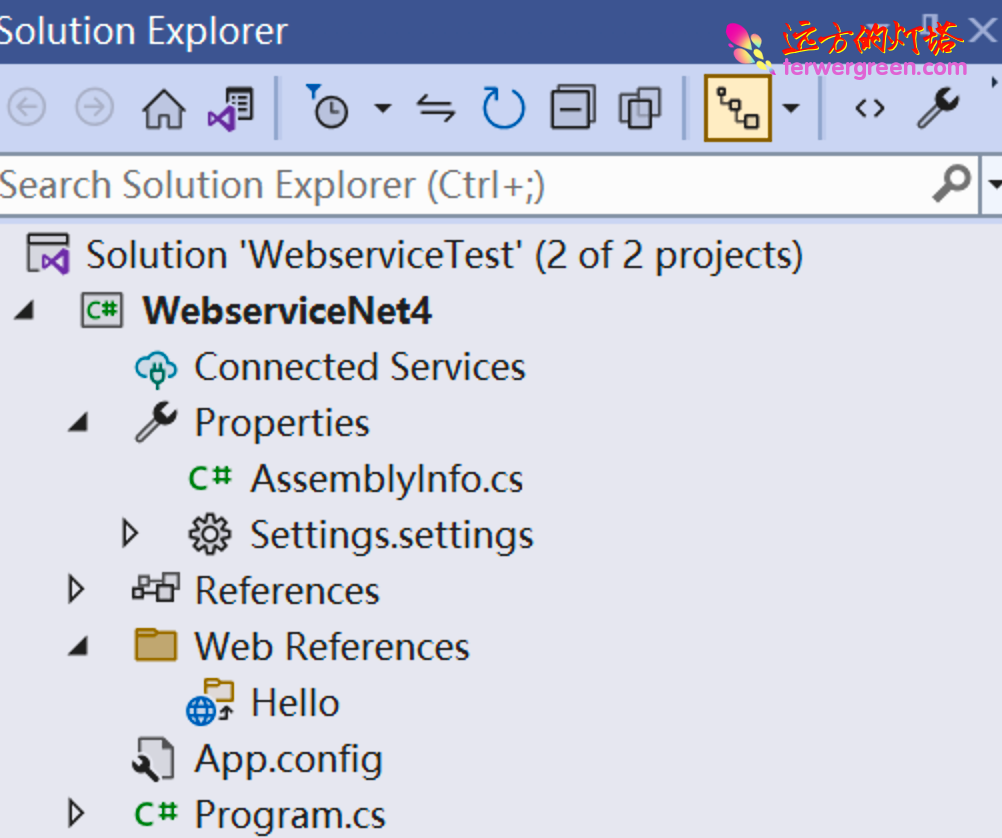 Solution Explorer
远方的灯塔
terwergreen.com
Search Solution Explorer (Ctrl+;)
Solution 'WebserviceTest' (2 of 2 projects)
C# WebserviceNet4
Connected Services
Properties
C# AssemblyInfo.cs
Settings.settings
References
Web References
Hello
App.config
C# Program.cs